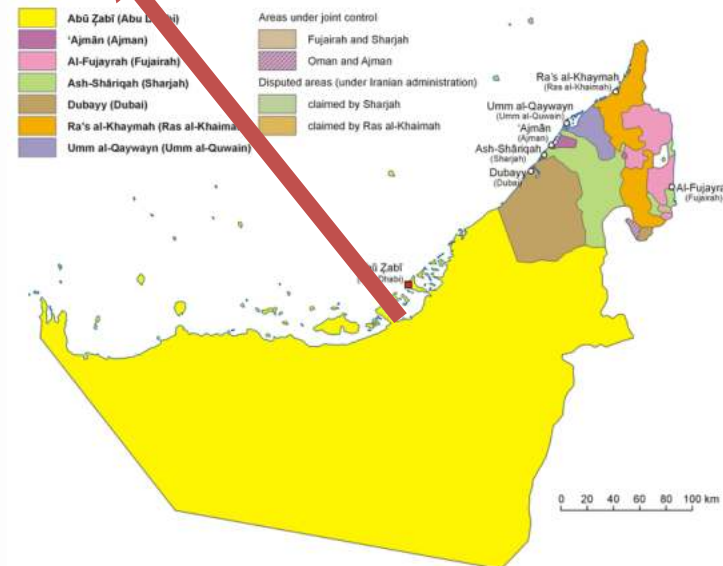 Abū Ẓabī (Abu Dhabi)
'Ajmān (Ajman)
Al-Fujayrah (Fujairah)
Ash-Shāriqah (Sharjah)
Dubayy (Dubai)
Ra's al-Khaymah (Ras al-Khaimah)
Umm al-Qaywayn (Umm al-Quwain)
Areas under joint control
Fujairah and Sharjah
Oman and Ajman
Disputed areas (under Iranian administration)
claimed by Sharjah
claimed by Ras al-Khaimah
Ra's al-Khaymah
(Ras al-Khaimah)
Umm al-Qaywayn
(Umm al-Quwain)
'Ajmān
(Ajman)
Ash-Shāriqah
(Sharjah)
Dubayy
(Dubai)
Al-Fujayra
(Fujairah)
Ẓabī
0 20 40 60 80 100 km